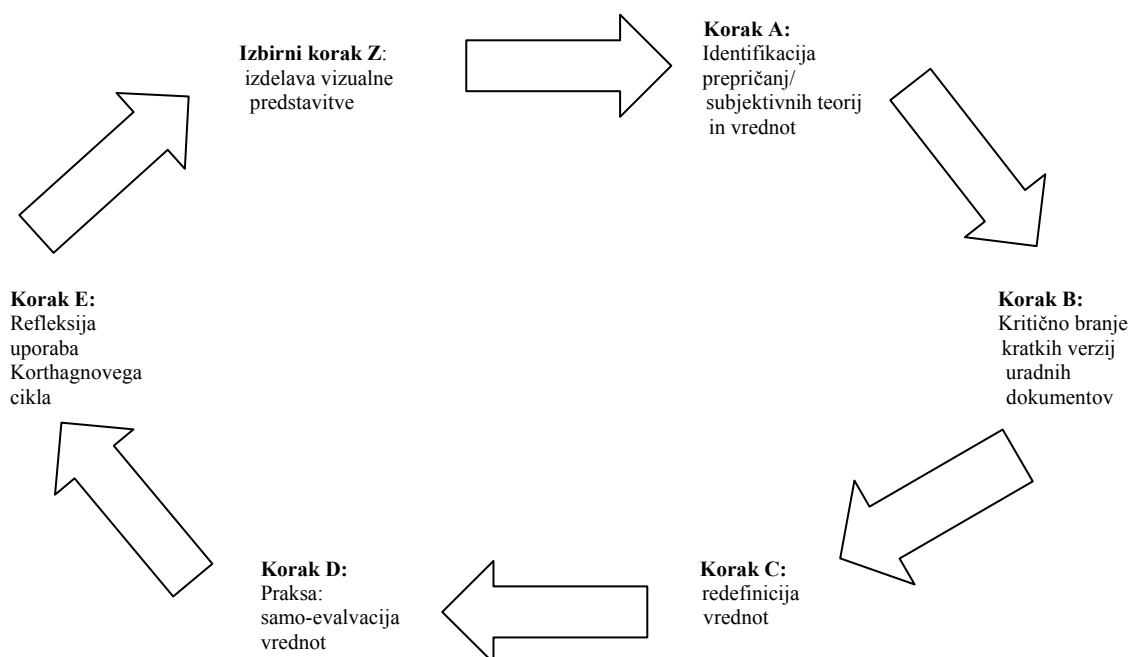 Izbirni korak Z:
izdelava vizualne
predstavitve
Korak A:
Identifikacija
prepričanj/
subjektivnih teorij
in vrednot
Korak B:
Kritično branje
kratkih verzij
uradnih
dokumentov
Korak C:
redefinicija
vrednot
Korak D:
Praksa:
samo-evalvacija
vrednot
Korak E:
Refleksija
uporaba
Korthagnovega
cikla